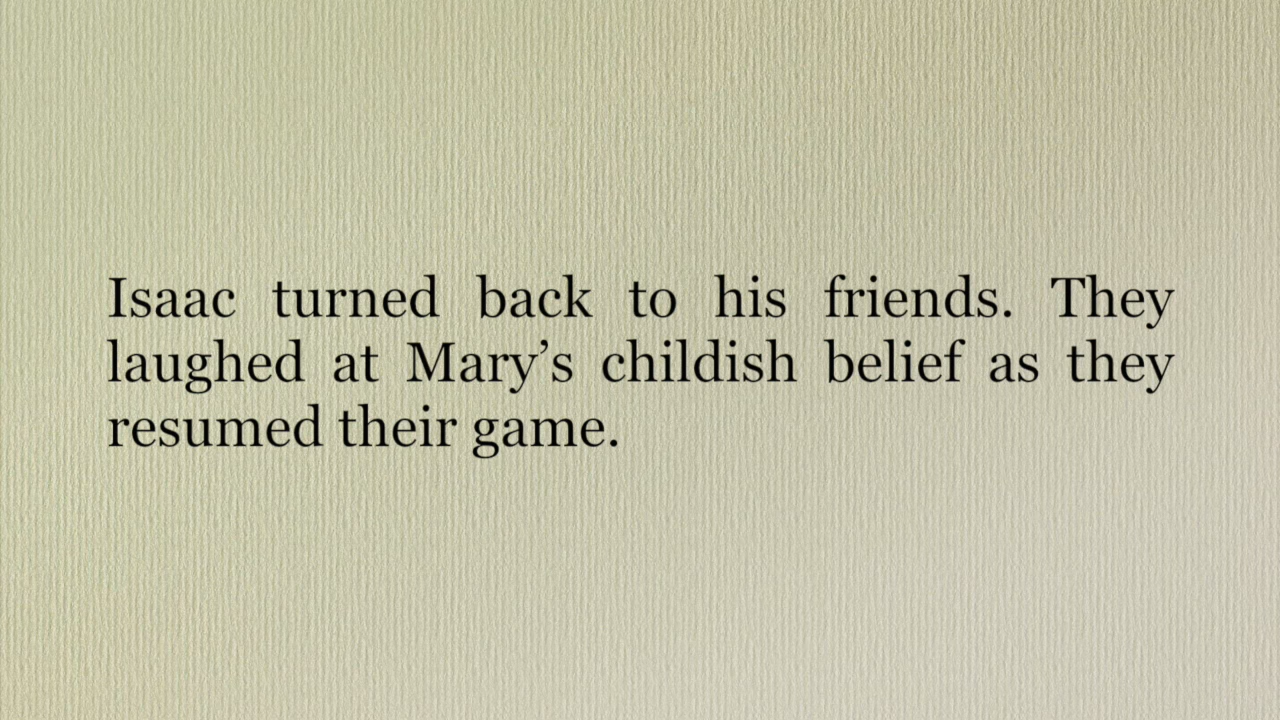 Isaac turned back to his friends. They
laughed at Mary’s childish belief as they
resumed their game.